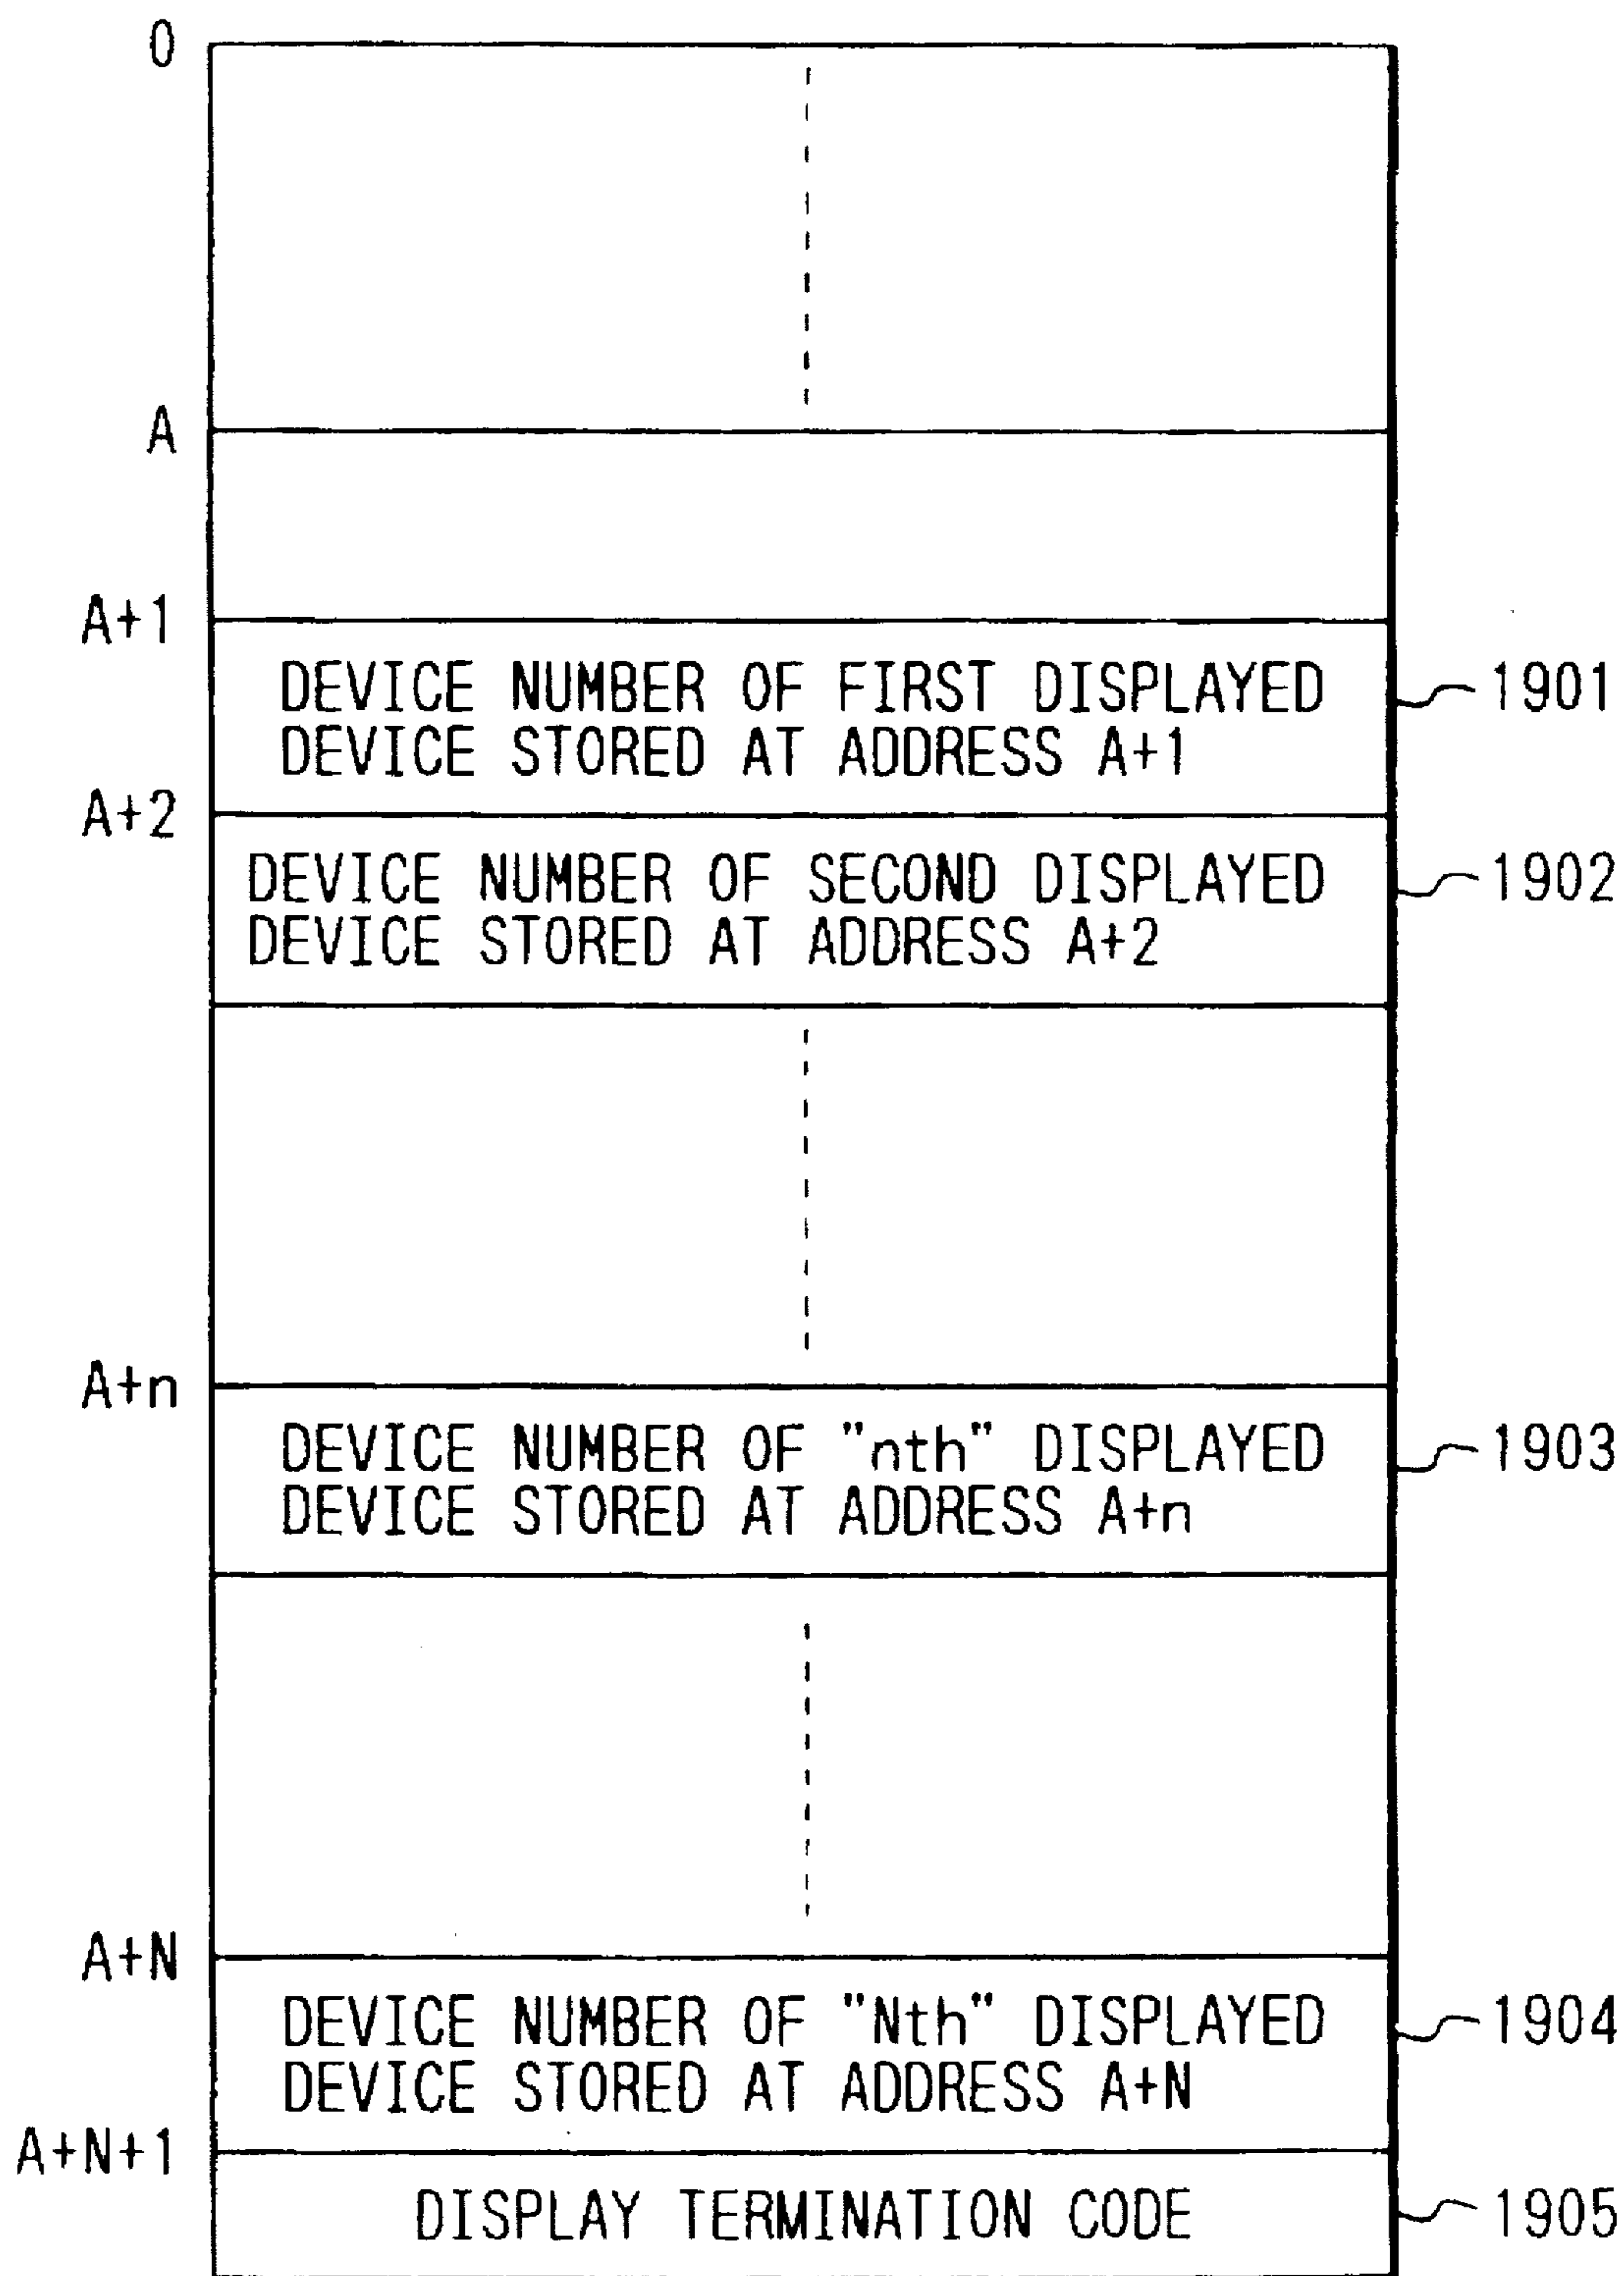 0
A
A+1
DEVICE NUMBER OF FIRST DISPLAYED
DEVICE STORED AT ADDRESS A+1
1901
A+2
DEVICE NUMBER OF SECOND DISPLAYED
DEVICE STORED AT ADDRESS A+2
1902
A+n
DEVICE NUMBER OF "nth" DISPLAYED
DEVICE STORED AT ADDRESS A+n
1903
A+N
DEVICE NUMBER OF "Nth" DISPLAYED
DEVICE STORED AT ADDRESS A+N
1904
A+N+1
DISPLAY TERMINATION CODE
1905